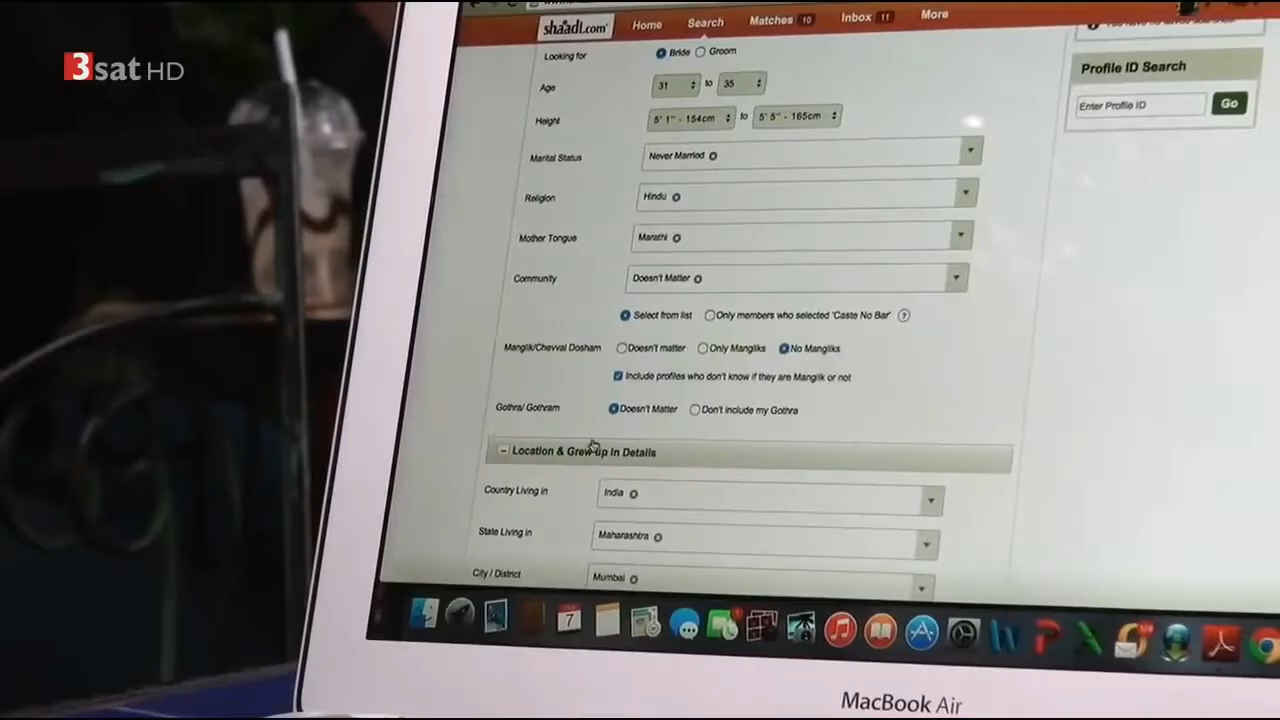 3sat HD
shaadi.com Home Search Matches 10 Inbox 11 More
Looking for Bride Groom
Age 31 to 35
Height 5' 1" - 154cm to 5' 5" - 165cm
Marital Status Never Married
Religion Hindu
Mother Tongue Marathi
Community Doesn't Matter
Select from list Only members who selected 'Caste No Bar' ?
Manglik/Chevvai Dosham Doesn't matter Only Mangliks No Mangliks
Include profiles who don't know if they are Manglik or not
Gothra/ Gothram Doesn't Matter Don't include my Gothra
Location & Grew up in Details
Country Living in India
State Living in Maharashtra
City / District Mumbai
Profile ID Search
Enter Profile ID Go
7
MacBook Air